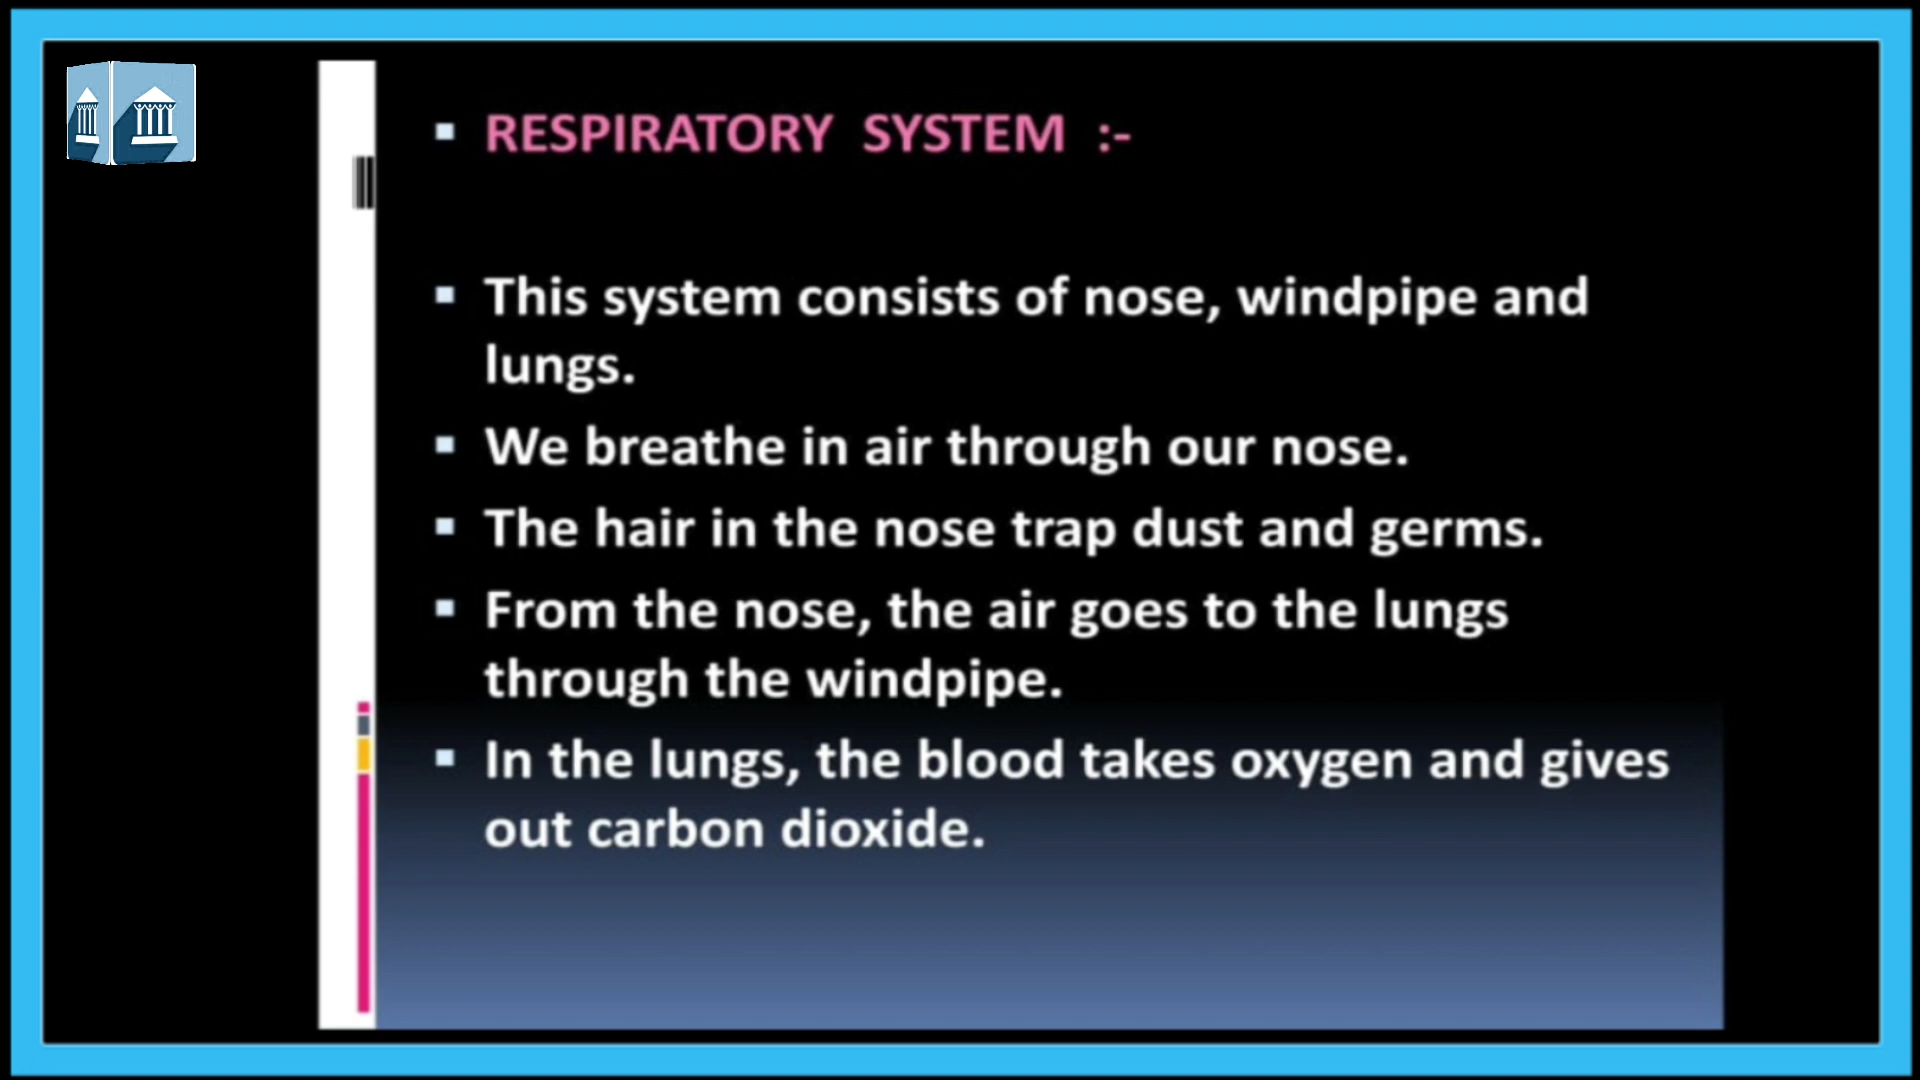 RESPIRATORY SYSTEM :-
This system consists of nose, windpipe and
lungs.
We breathe in air through our nose.
The hair in the nose trap dust and germs.
From the nose, the air goes to the lungs
through the windpipe.
In the lungs, the blood takes oxygen and gives
out carbon dioxide.